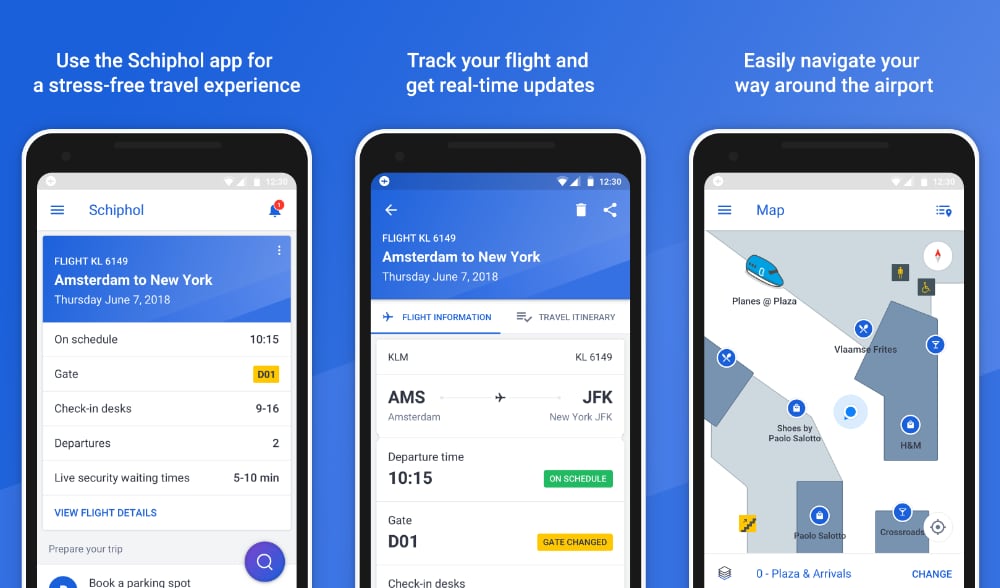 Use the Schiphol app for
a stress-free travel experience
12:30
Schiphol
1
FLIGHT KL 6149
Amsterdam to New York
Thursday June 7, 2018
On schedule 10:15
Gate D01
Check-in desks 9-16
Departures 2
Live security waiting times 5-10 min
VIEW FLIGHT DETAILS
Prepare your trip
Book a parking spot
Track your flight and
get real-time updates
12:30
FLIGHT KL 6149
Amsterdam to New York
Thursday June 7, 2018
FLIGHT INFORMATION TRAVEL ITINERARY
KLM KL 6149
AMS JFK
Amsterdam New York JFK
Departure time
10:15 ON SCHEDULE
Gate
D01 GATE CHANGED
Check-in desks
Easily navigate your
way around the airport
12:30
Map
Planes @ Plaza
Vlaamse Frites
Shoes by
Paolo Salotto
H&M
Paolo Salotto
Crossroads
0 - Plaza & Arrivals CHANGE